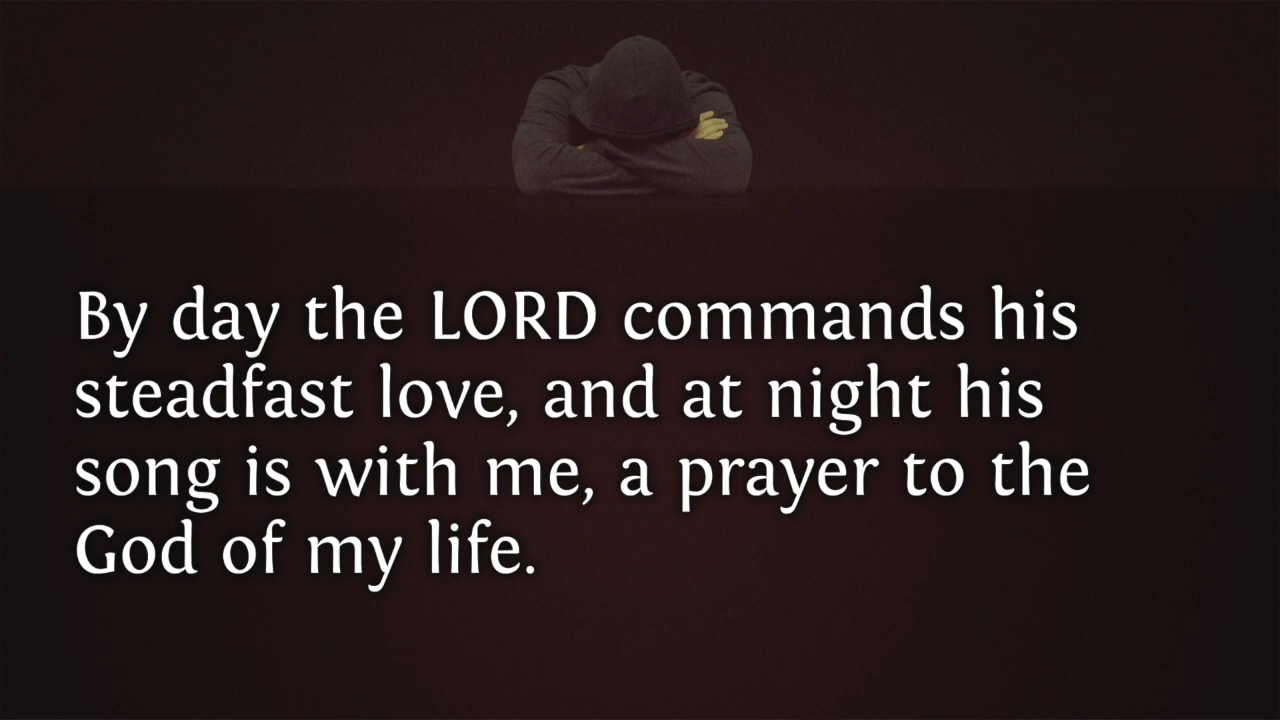 By day the LORD commands his
steadfast love, and at night his
song is with me, a prayer to the
God of my life.